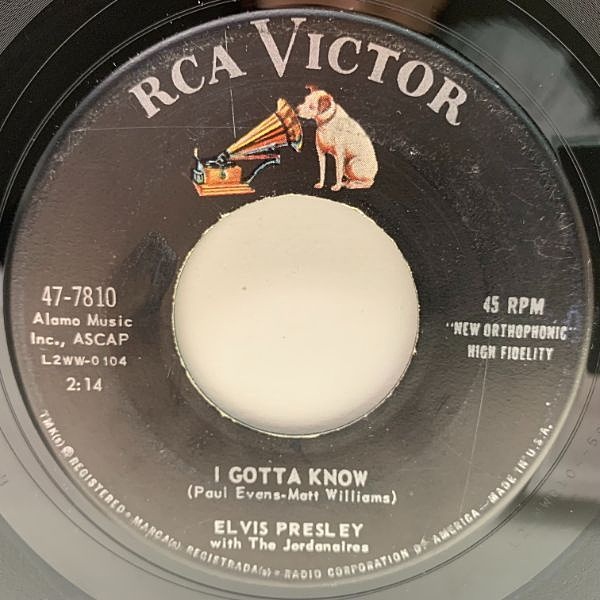 RCA VICTOR
47-7810
Alamo Music
Inc., ASCAP
L2WW-0104
2:14
45 RPM
"NEW ORTHOPHONIC"
HIGH FIDELITY
I GOTTA KNOW
(Paul Evans-Matt Williams)
ELVIS PRESLEY
with The Jordanaires
TMK(s) ® REGISTERED • MARCA(s) REGISTRADA(s) • RADIO CORPORATION OF AMERICA—MADE IN U.S.A.